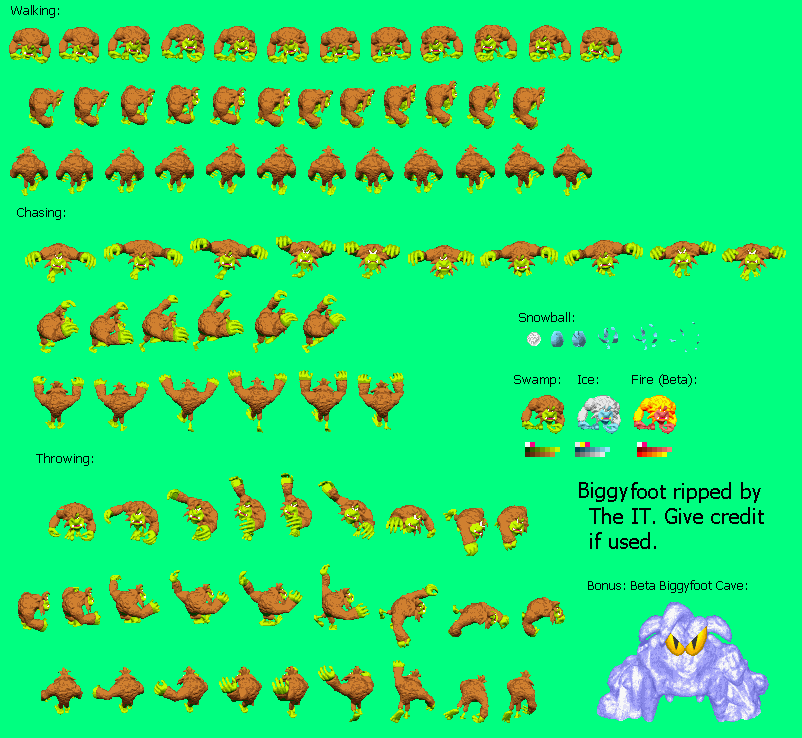 Walking:
Chasing:
Snowball:
Swamp: Ice: Fire (Beta):
Throwing:
Biggyfoot ripped by
The IT. Give credit
if used.
Bonus: Beta Biggyfoot Cave: